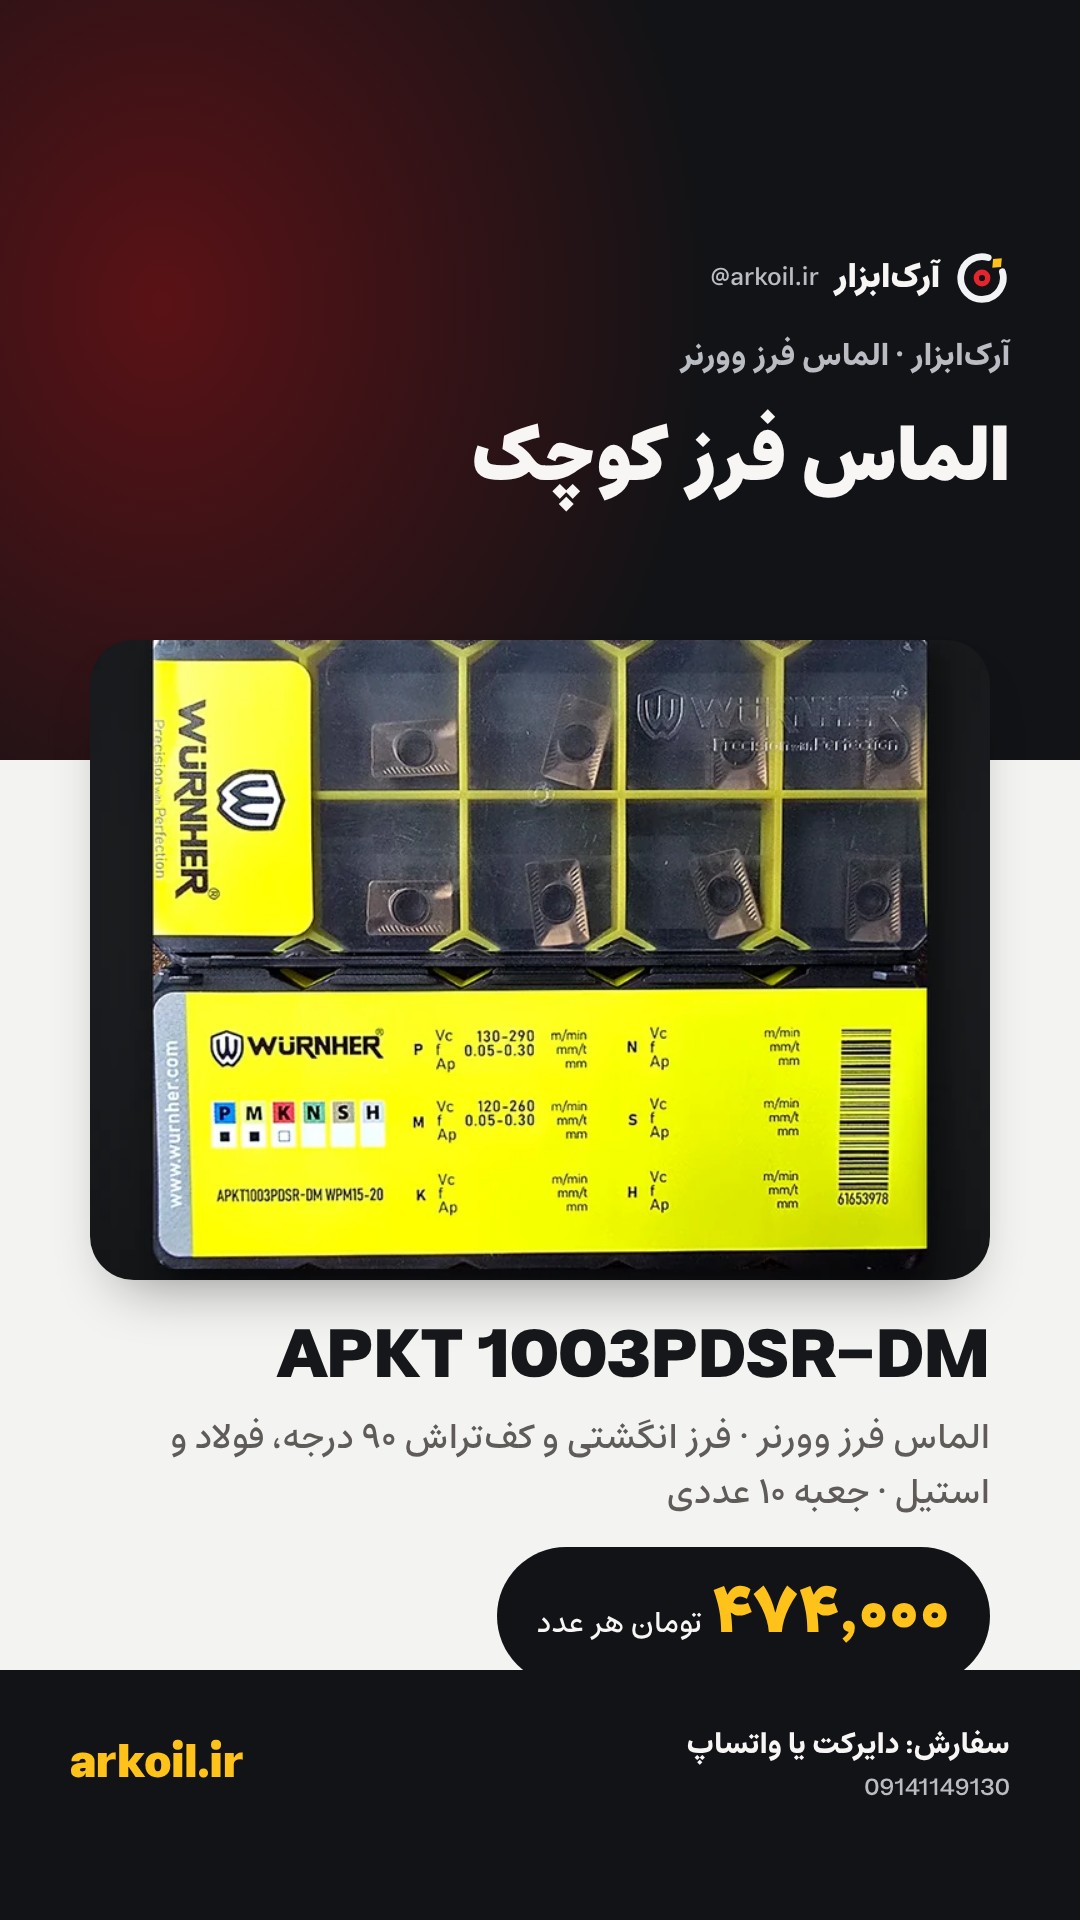 آرک‌ابزار @arkoil.ir
آرک‌ابزار · الماس فرز وورنر
الماس فرز کوچک
WÜRNHER®
Precision with Perfection
WÜRNHER
Precision with Perfection
www.wurnher.com
WÜRNHER®
P M K N S H
APKT1003PDSR-DM WPM15-20
P Vc 130-290 m/min
f 0.05-0.30 mm/t
Ap mm
M Vc 120-260 m/min
f 0.05-0.30 mm/t
Ap mm
K Vc m/min
f mm/t
Ap mm
N Vc m/min
f mm/t
Ap mm
S Vc m/min
f mm/t
Ap mm
H Vc m/min
f mm/t
Ap mm
61653978
APKT 1003PDSR-DM
الماس فرز وورنر · فرز انگشتی و کف‌تراش ۹۰ درجه، فولاد و
استیل · جعبه ۱۰ عددی
۴۷۴,۰۰۰ تومان هر عدد
سفارش: دایرکت یا واتساپ
09141149130
arkoil.ir